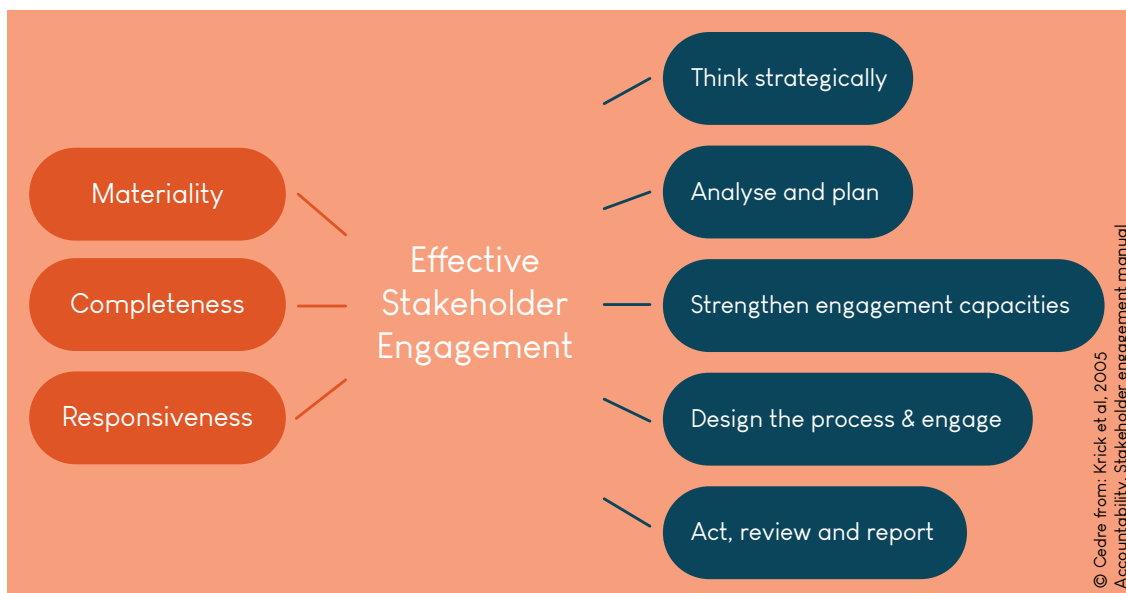 Materiality
Completeness
Responsiveness
Effective
Stakeholder
Engagement
Think strategically
Analyse and plan
Strengthen engagement capacities
Design the process & engage
Act, review and report
© Cedre from: Krick et al, 2005
Accountability, Stakeholder engagement manual